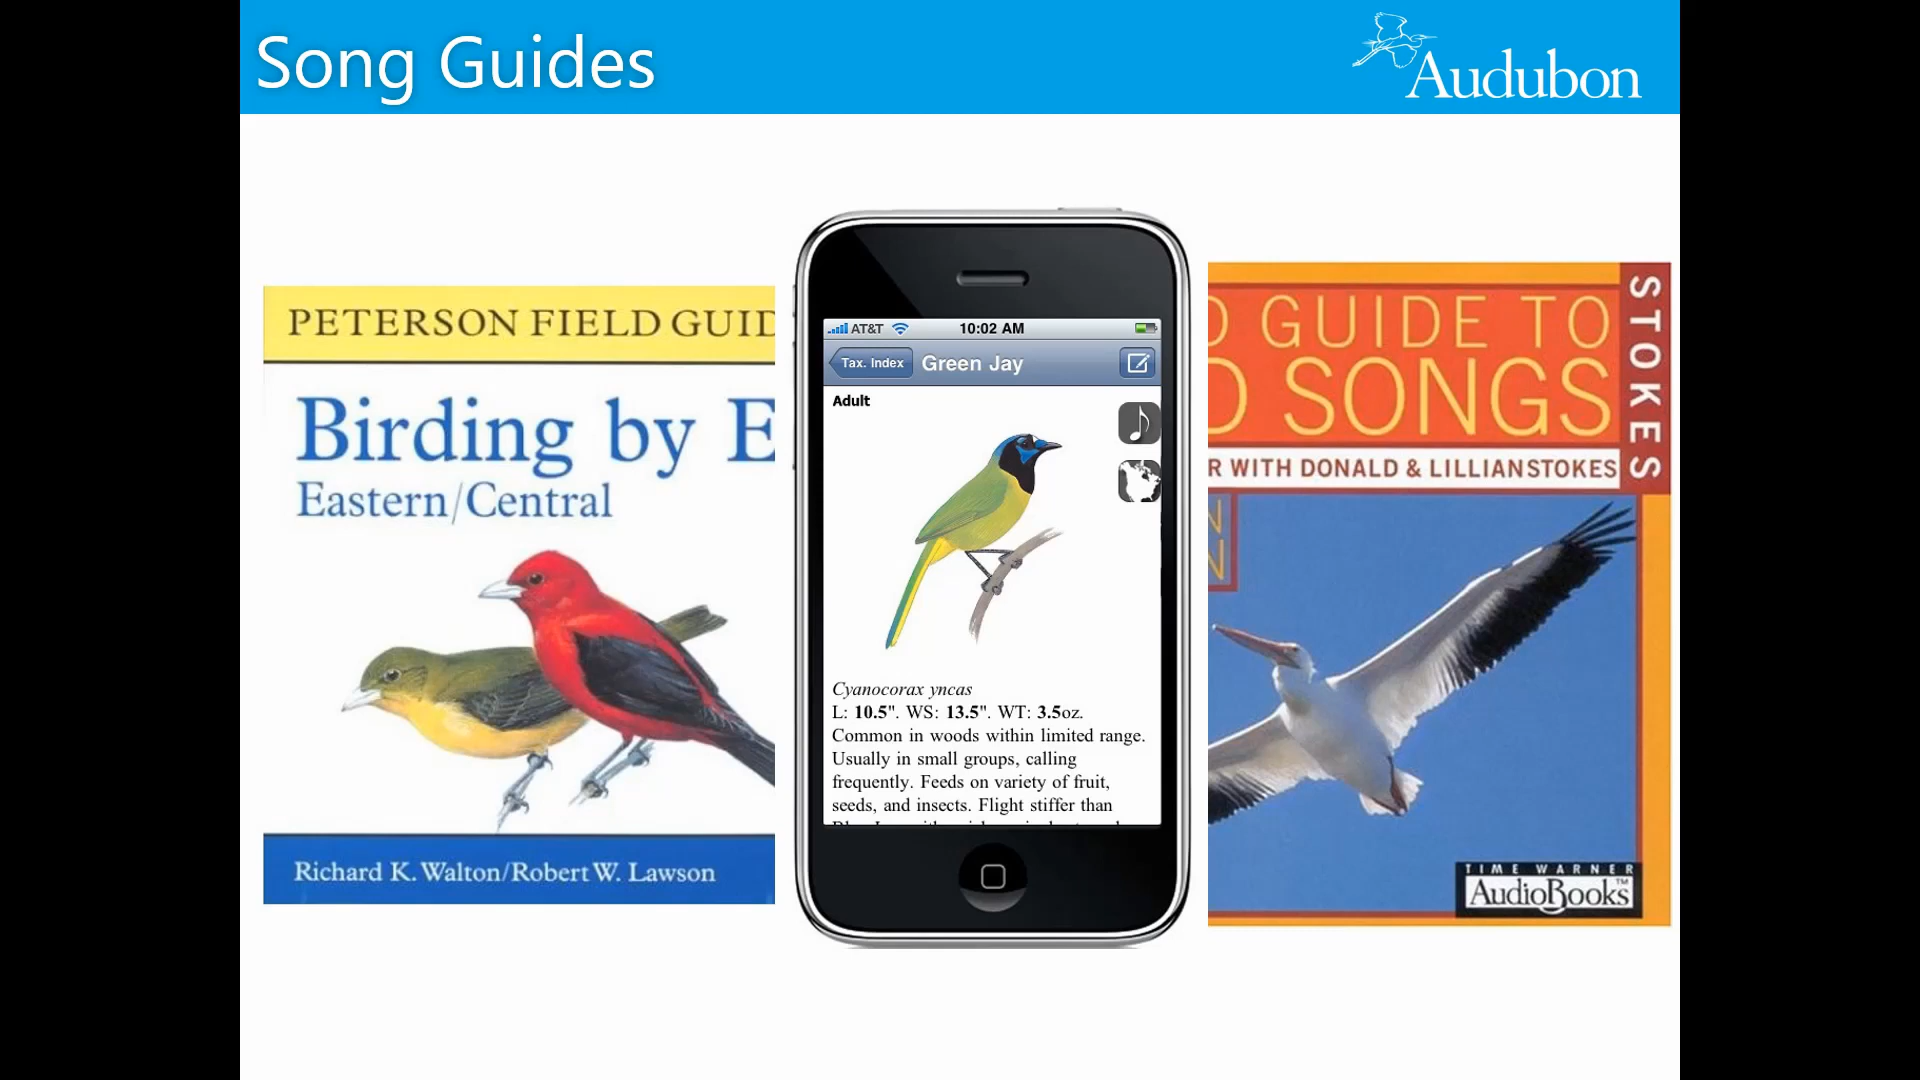 Song Guides
Audubon
PETERSON FIELD GUID
Birding by E
Eastern/Central
Richard K. Walton/Robert W. Lawson
AT&T
10:02 AM
Tax. Index
Green Jay
Adult
Cyanocorax yncas
L: 10.5". WS: 13.5". WT: 3.5oz.
Common in woods within limited range.
Usually in small groups, calling
frequently. Feeds on variety of fruit,
seeds, and insects. Flight stiffer than
D GUIDE TO
D SONGS
STOKES
R WITH DONALD & LILLIAN STOKES
N
N
TIME WARNER
AudioBooks™